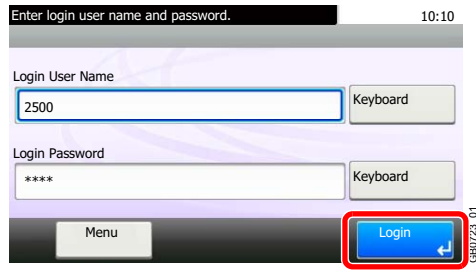 Enter login user name and password. 10:10
Login User Name
2500 Keyboard
Login Password
**** Keyboard
Menu Login
GB0723_01